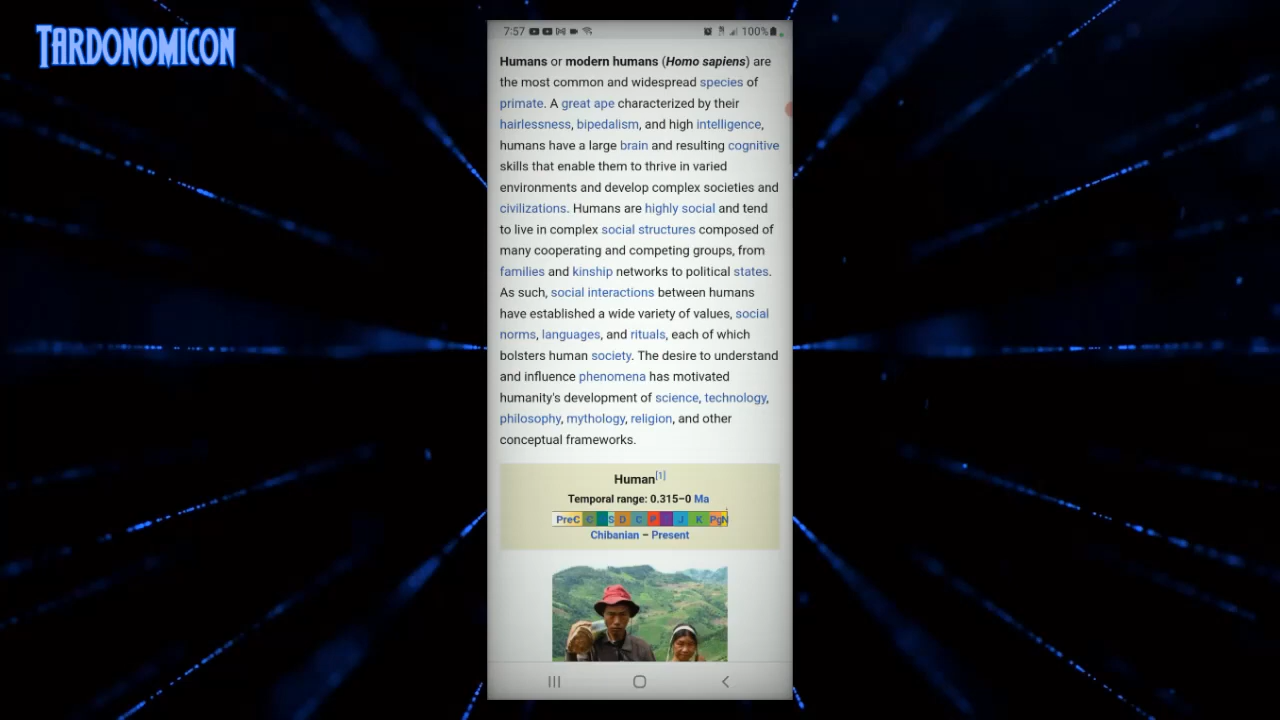 TARDONOMICON
7:57 100%
Humans or modern humans (Homo sapiens) are
the most common and widespread species of
primate. A great ape characterized by their
hairlessness, bipedalism, and high intelligence,
humans have a large brain and resulting cognitive
skills that enable them to thrive in varied
environments and develop complex societies and
civilizations. Humans are highly social and tend
to live in complex social structures composed of
many cooperating and competing groups, from
families and kinship networks to political states.
As such, social interactions between humans
have established a wide variety of values, social
norms, languages, and rituals, each of which
bolsters human society. The desire to understand
and influence phenomena has motivated
humanity's development of science, technology,
philosophy, mythology, religion, and other
conceptual frameworks.
Human[1]
Temporal range: 0.315–0 Ma
PreC C S D C P J K PgN
Chibanian – Present